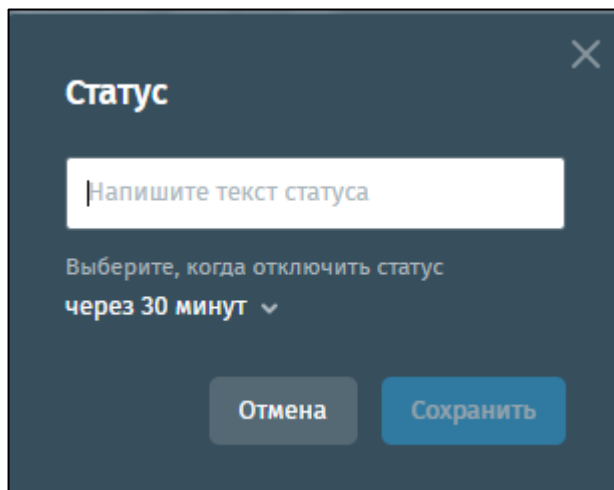 Статус
Напишите текст статуса
Выберите, когда отключить статус
через 30 минут
Отмена
Сохранить